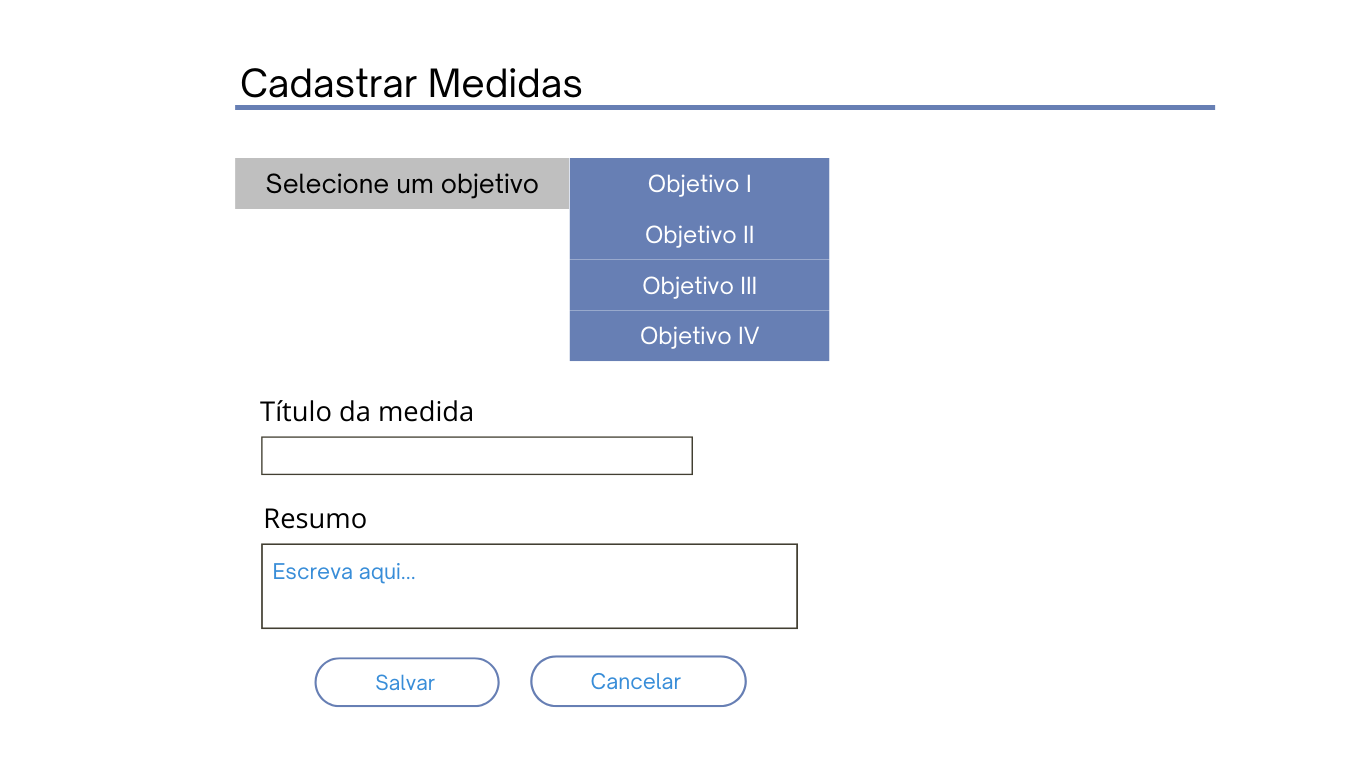 Cadastrar Medidas
Selecione um objetivo
Objetivo I
Objetivo II
Objetivo III
Objetivo IV
Título da medida
Resumo
Escreva aqui...
Salvar
Cancelar